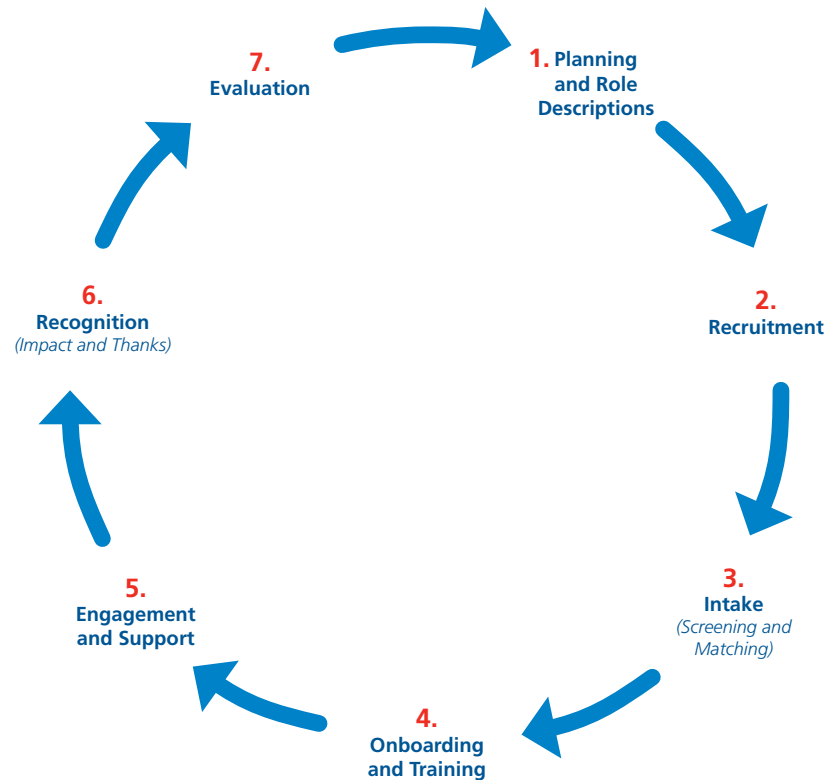 1. Planning
and Role
Descriptions
2.
Recruitment
3.
Intake
(Screening and
Matching)
4.
Onboarding
and Training
5.
Engagement
and Support
6.
Recognition
(Impact and Thanks)
7.
Evaluation